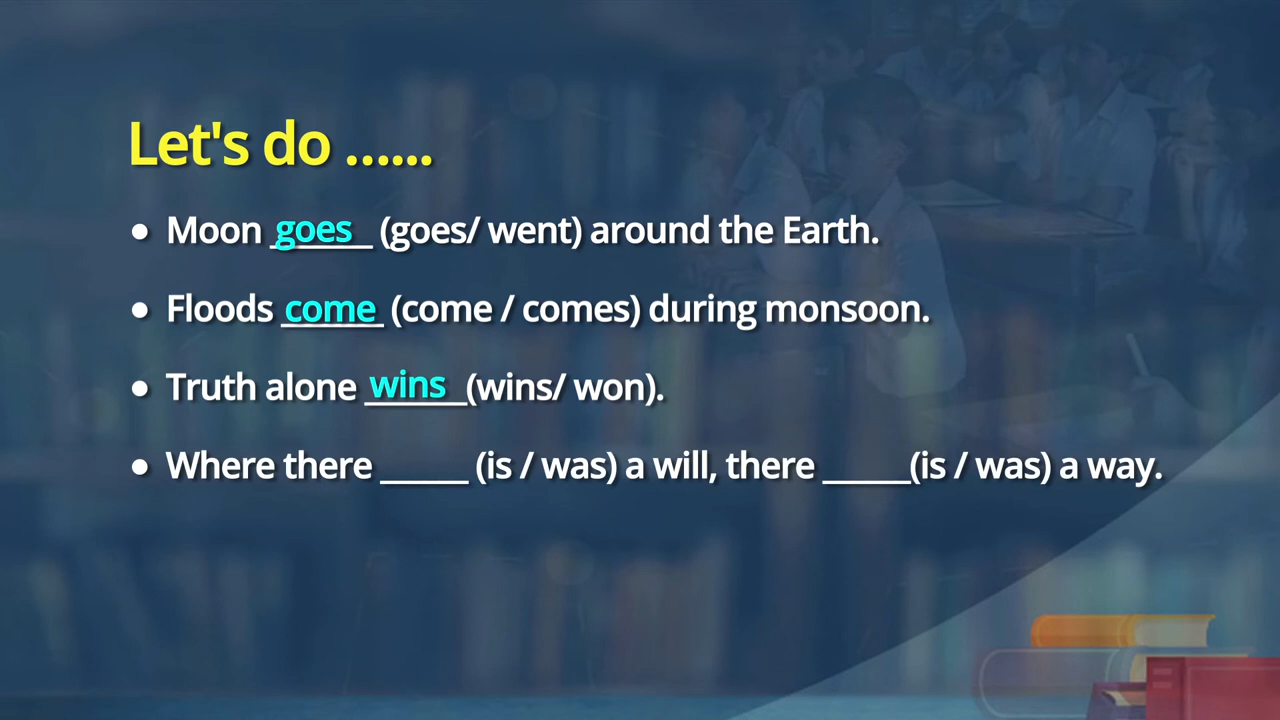 Let's do ......
• Moon goes (goes/ went) around the Earth.
• Floods come (come / comes) during monsoon.
• Truth alone wins (wins/ won).
• Where there ______ (is / was) a will, there ______(is / was) a way.